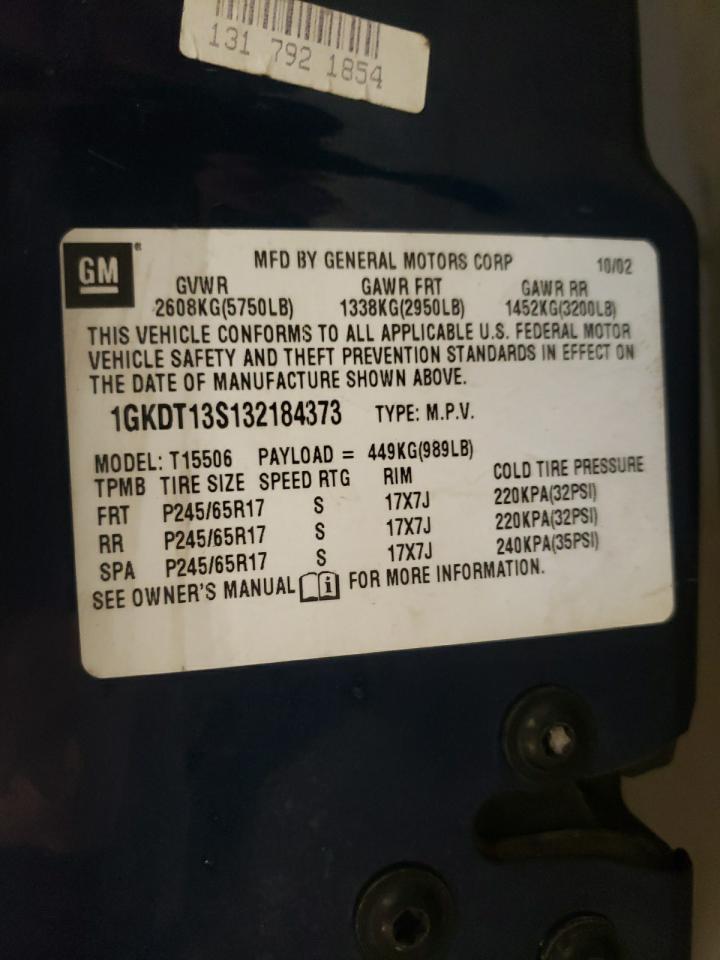 131 792 1854
GM
MFD BY GENERAL MOTORS CORP 10/02
GVWR GAWR FRT GAWR RR
2608KG(5750LB) 1338KG(2950LB) 1452KG(3200LB)
THIS VEHICLE CONFORMS TO ALL APPLICABLE U.S. FEDERAL MOTOR
VEHICLE SAFETY AND THEFT PREVENTION STANDARDS IN EFFECT ON
THE DATE OF MANUFACTURE SHOWN ABOVE.
1GKDT13S132184373 TYPE: M.P.V.
MODEL: T15506 PAYLOAD = 449KG(989LB)
TPMB TIRE SIZE SPEED RTG RIM COLD TIRE PRESSURE
FRT P245/65R17 S 17X7J 220KPA(32PSI)
RR P245/65R17 S 17X7J 220KPA(32PSI)
SPA P245/65R17 S 17X7J 240KPA(35PSI)
SEE OWNER'S MANUAL i FOR MORE INFORMATION.